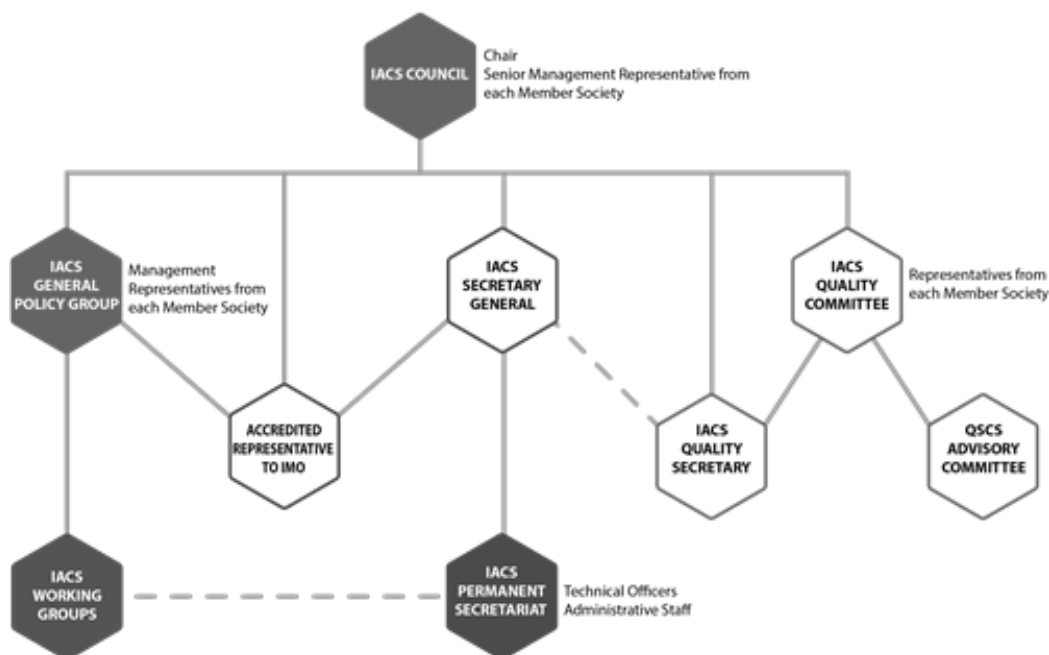 IACS COUNCIL
Chair
Senior Management Representative from
each Member Society
IACS
GENERAL
POLICY GROUP
Management
Representatives from
each Member Society
IACS
SECRETARY
GENERAL
IACS
QUALITY
COMMITTEE
Representatives from
each Member Society
ACCREDITED
REPRESENTATIVE
TO IMO
IACS
QUALITY
SECRETARY
QSCS
ADVISORY
COMMITTEE
IACS
WORKING
GROUPS
IACS
PERMANENT
SECRETARIAT
Technical Officers
Administrative Staff